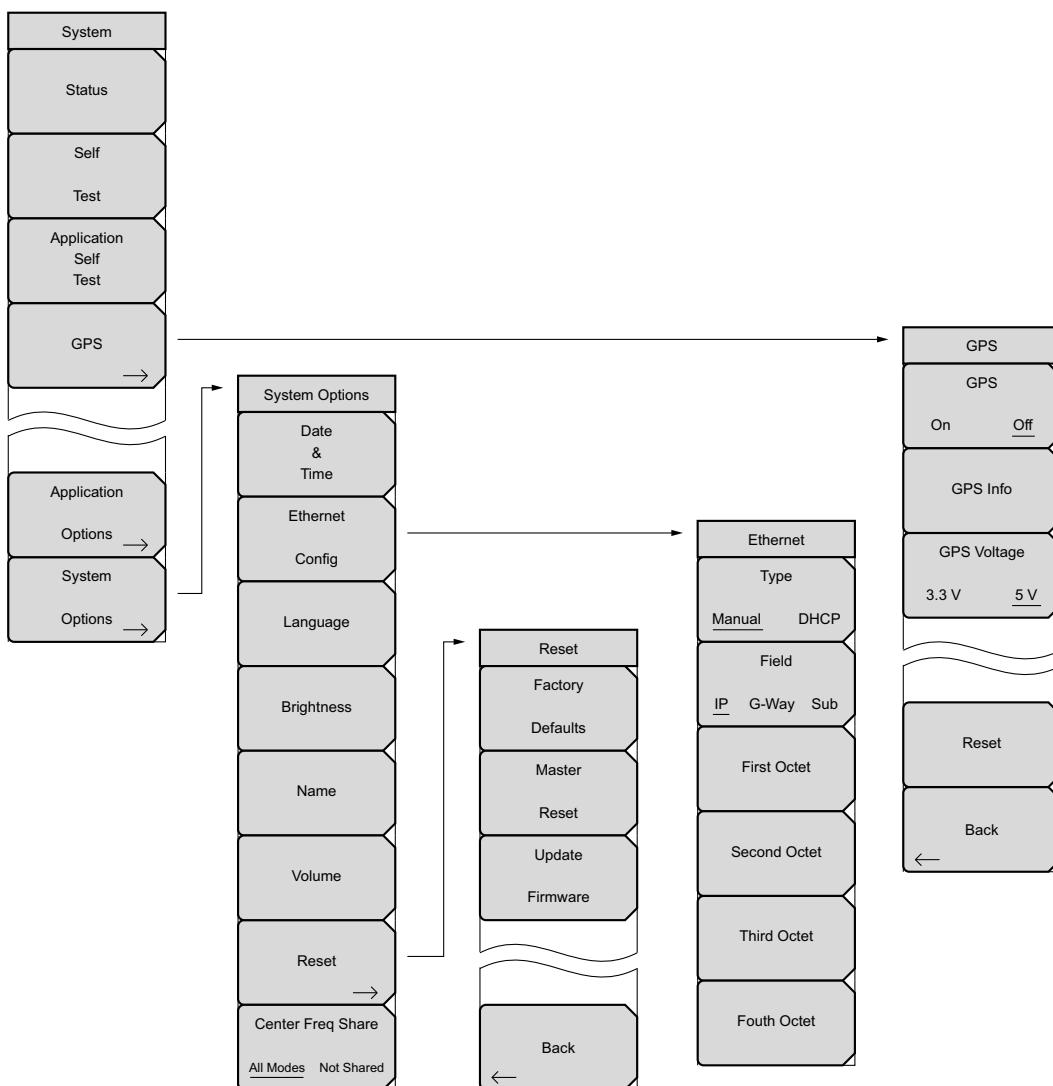 System
Status
Self
Test
Application
Self
Test
GPS
Application
Options
System
Options
System Options
Date
&
Time
Ethernet
Config
Language
Brightness
Name
Volume
Reset
Center Freq Share
All Modes Not Shared
Reset
Factory
Defaults
Master
Reset
Update
Firmware
Back
Ethernet
Type
Manual DHCP
Field
IP G-Way Sub
First Octet
Second Octet
Third Octet
Fouth Octet
GPS
GPS
On Off
GPS Info
GPS Voltage
3.3 V 5 V
Reset
Back